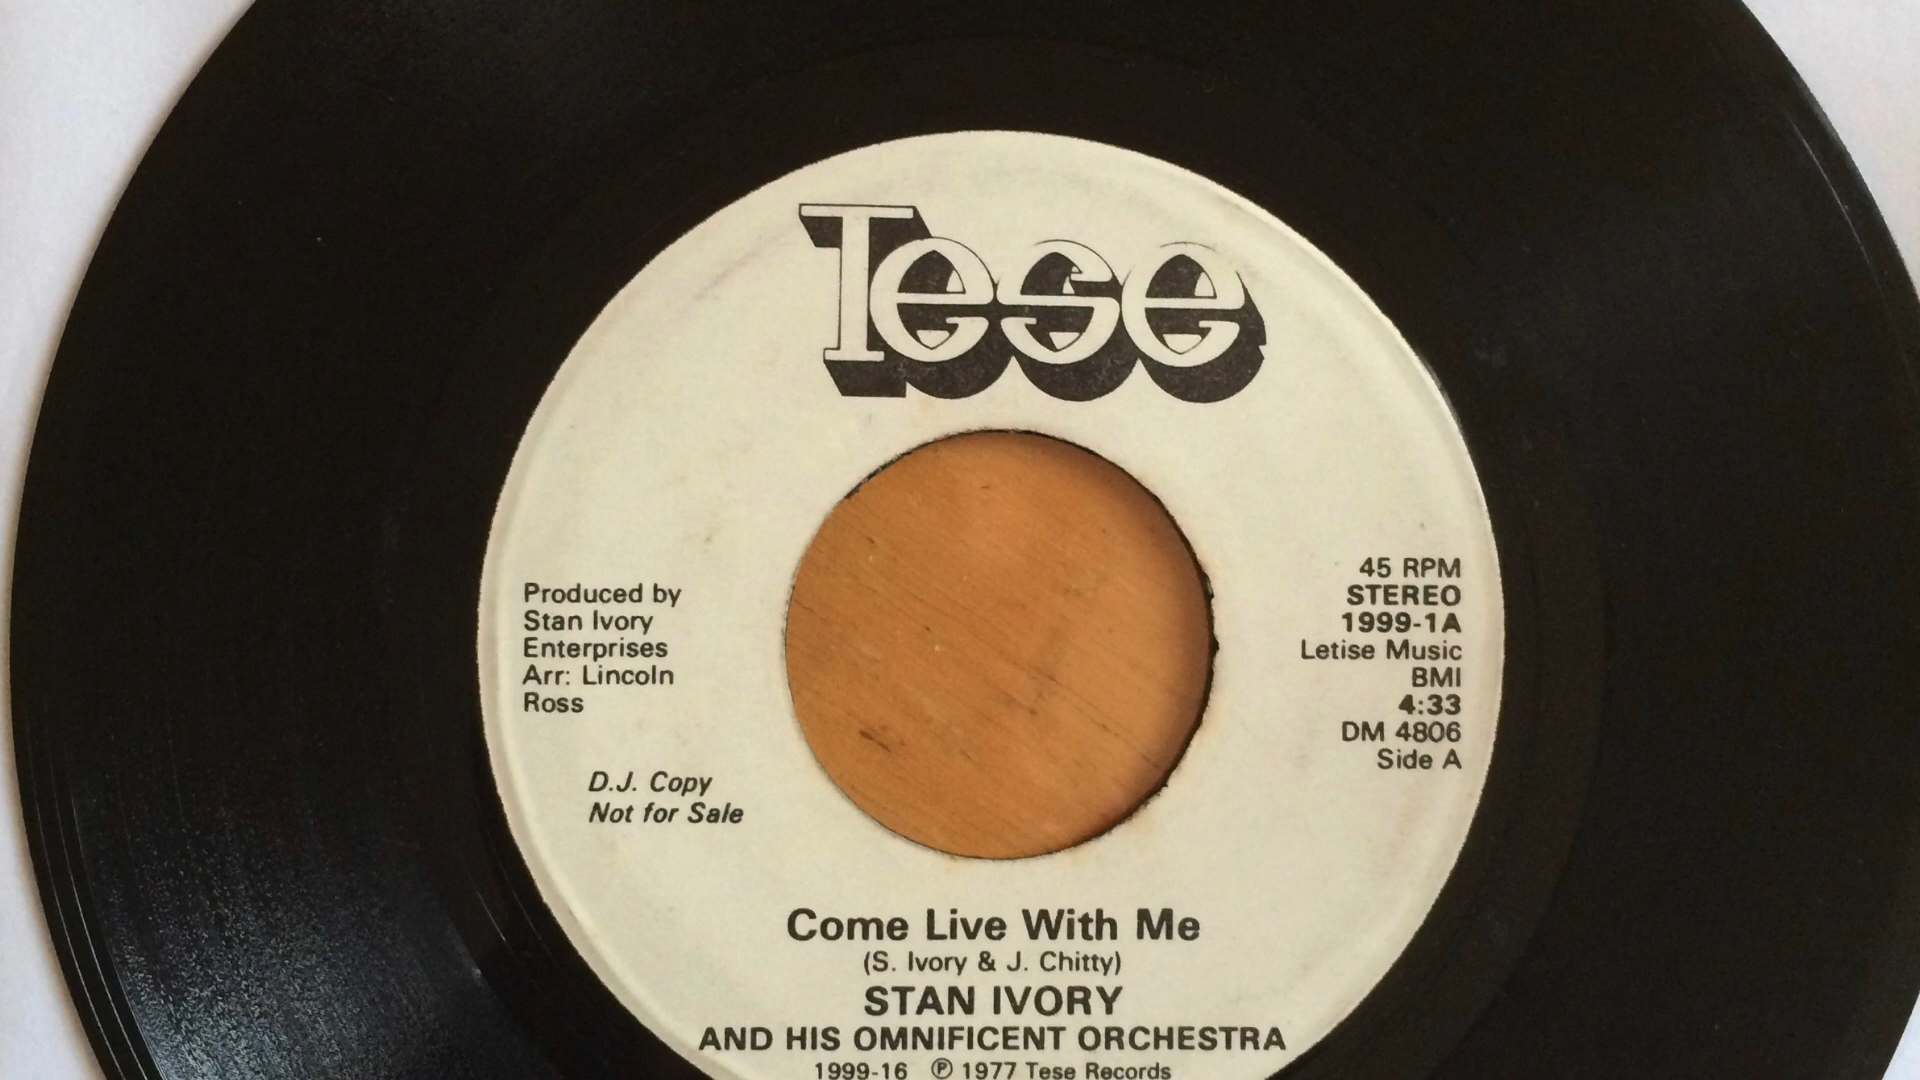 Tese
Produced by
Stan Ivory
Enterprises
Arr: Lincoln
Ross
D.J. Copy
Not for Sale
45 RPM
STEREO
1999-1A
Letise Music
BMI
4:33
DM 4806
Side A
Come Live With Me
(S. Ivory & J. Chitty)
STAN IVORY
AND HIS OMNIFICENT ORCHESTRA
1999-16 ℗ 1977 Tese Records